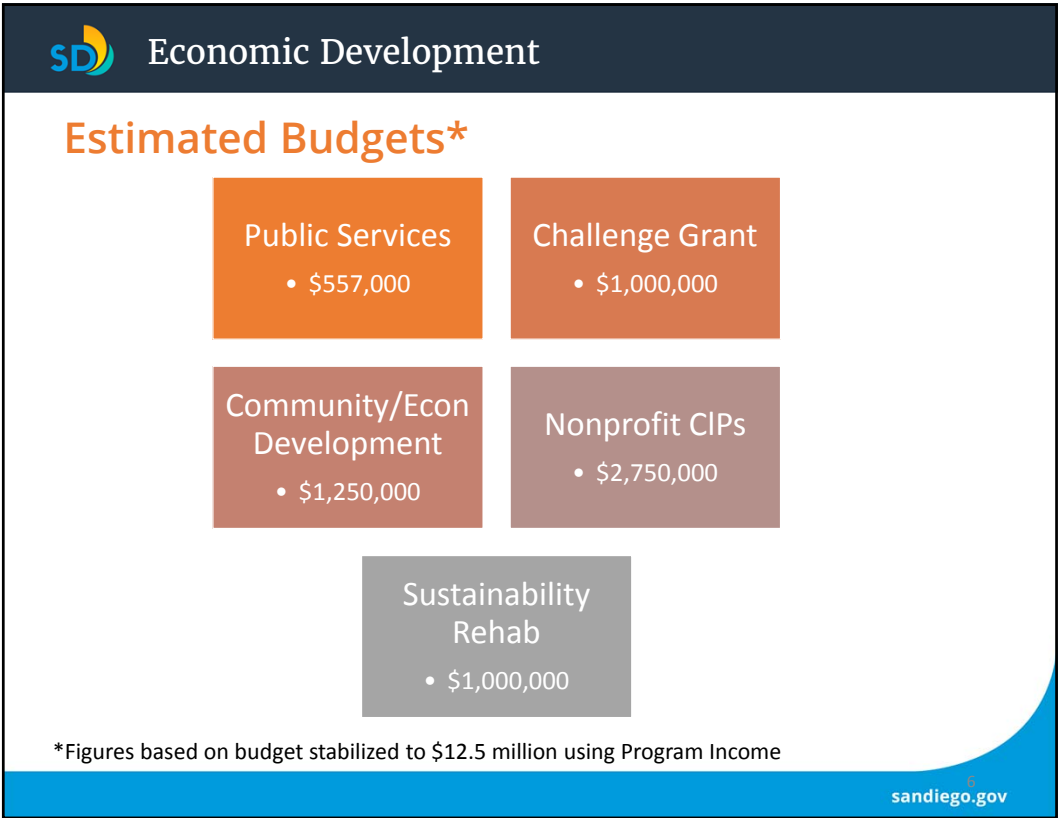 SD
Economic Development
Estimated Budgets*
Public Services
• $557,000
Challenge Grant
• $1,000,000
Community/Econ
Development
• $1,250,000
Nonprofit CIPs
• $2,750,000
Sustainability
Rehab
• $1,000,000
*Figures based on budget stabilized to $12.5 million using Program Income
6
sandiego.gov